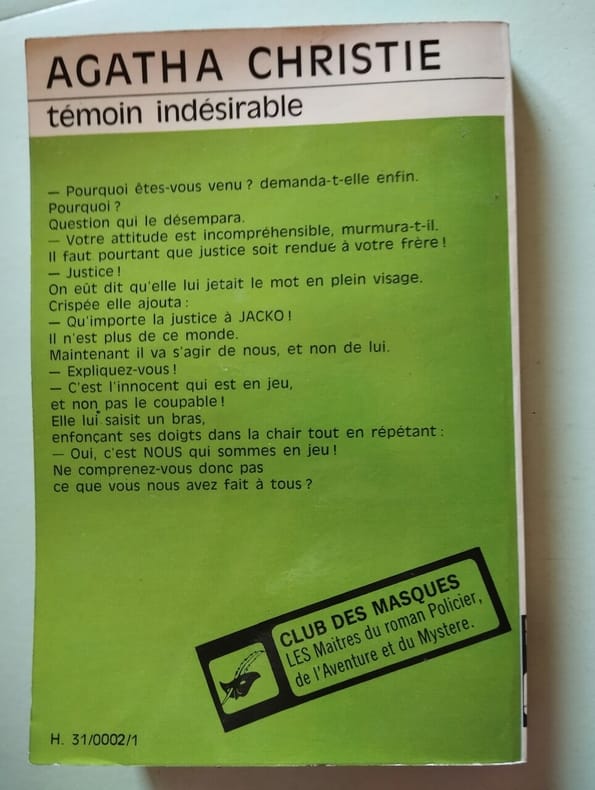 AGATHA CHRISTIE
témoin indésirable
— Pourquoi êtes-vous venu ? demanda-t-elle enfin.
Pourquoi ?
Question qui le désempara.
— Votre attitude est incompréhensible, murmura-t-il.
Il faut pourtant que justice soit rendue à votre frère !
— Justice !
On eût dit qu'elle lui jetait le mot en plein visage.
Crispée elle ajouta :
— Qu'importe la justice à JACKO !
Il n'est plus de ce monde.
Maintenant il va s'agir de nous, et non de lui.
— Expliquez-vous !
— C'est l'innocent qui est en jeu,
et non pas le coupable !
Elle lui saisit un bras,
enfonçant ses doigts dans la chair tout en répétant :
— Oui, c'est NOUS qui sommes en jeu !
Ne comprenez-vous donc pas
ce que vous nous avez fait à tous ?
CLUB DES MASQUES
LES Maitres du roman Policier,
de l'Aventure et du Mystere.
H. 31/0002/1